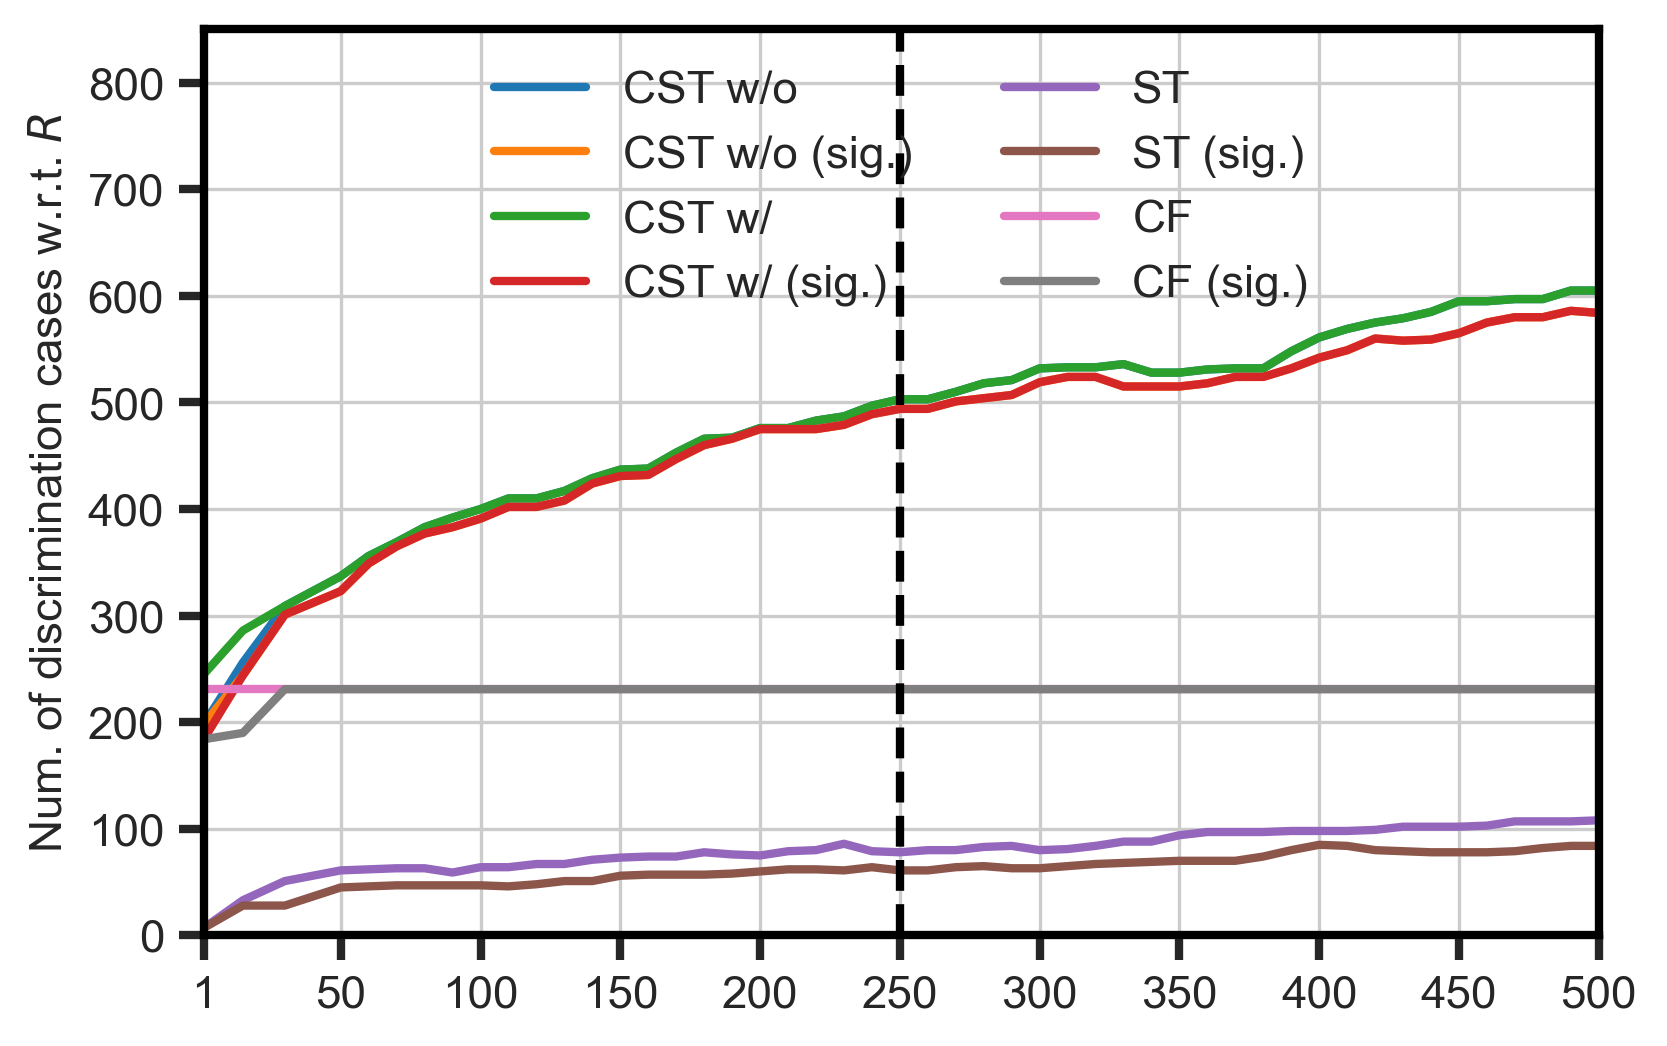 Num. of discrimination cases w.r.t. R
800
700
600
500
400
300
200
100
0
CST w/o
CST w/o (sig.)
CST w/
CST w/ (sig.)
ST
ST (sig.)
CF
CF (sig.)
1 50 100 150 200 250 300 350 400 450 500